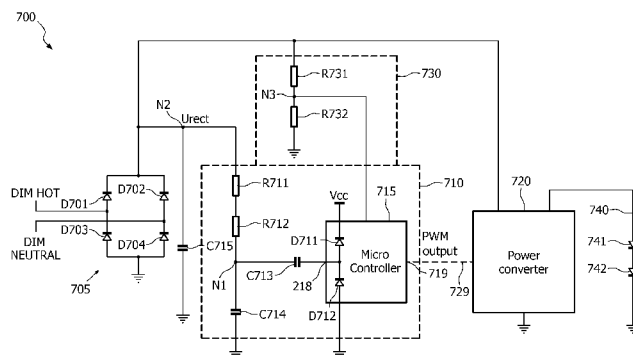 700
R731
730
N3
N2
Urect
R732
DIM HOT
D701
D702
R711
Vcc
715
710
720
740
R712
D711
PWM
output
741
DIM
NEUTRAL
D703
D704
C715
Micro
Controller
719
Power
converter
742
705
N1
C713
218
729
C714
D712